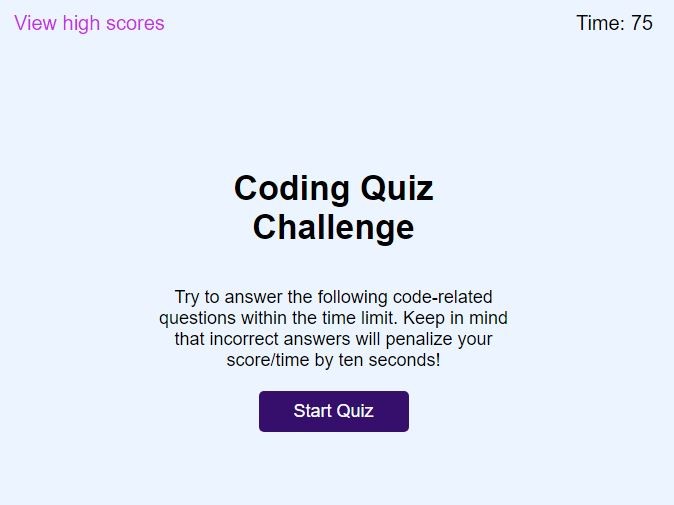 View high scores
Time: 75
Coding Quiz
Challenge
Try to answer the following code-related
questions within the time limit. Keep in mind
that incorrect answers will penalize your
score/time by ten seconds!
Start Quiz